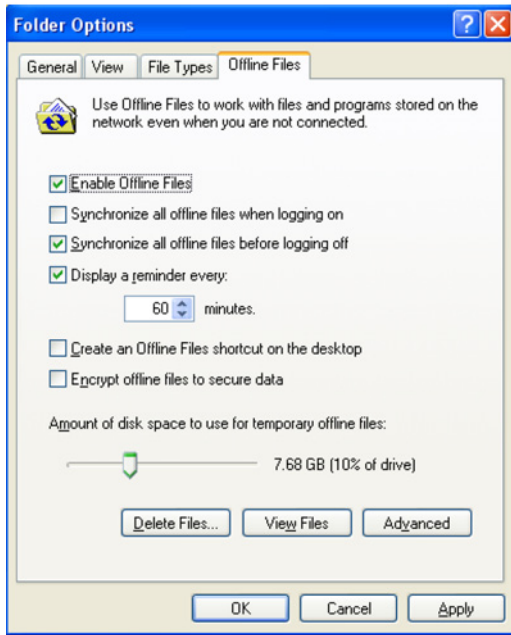 Folder Options
General View File Types Offline Files
Use Offline Files to work with files and programs stored on the
network even when you are not connected.
Enable Offline Files
Synchronize all offline files when logging on
Synchronize all offline files before logging off
Display a reminder every:
60 minutes.
Create an Offline Files shortcut on the desktop
Encrypt offline files to secure data
Amount of disk space to use for temporary offline files:
7.68 GB (10% of drive)
Delete Files... View Files Advanced
OK Cancel Apply